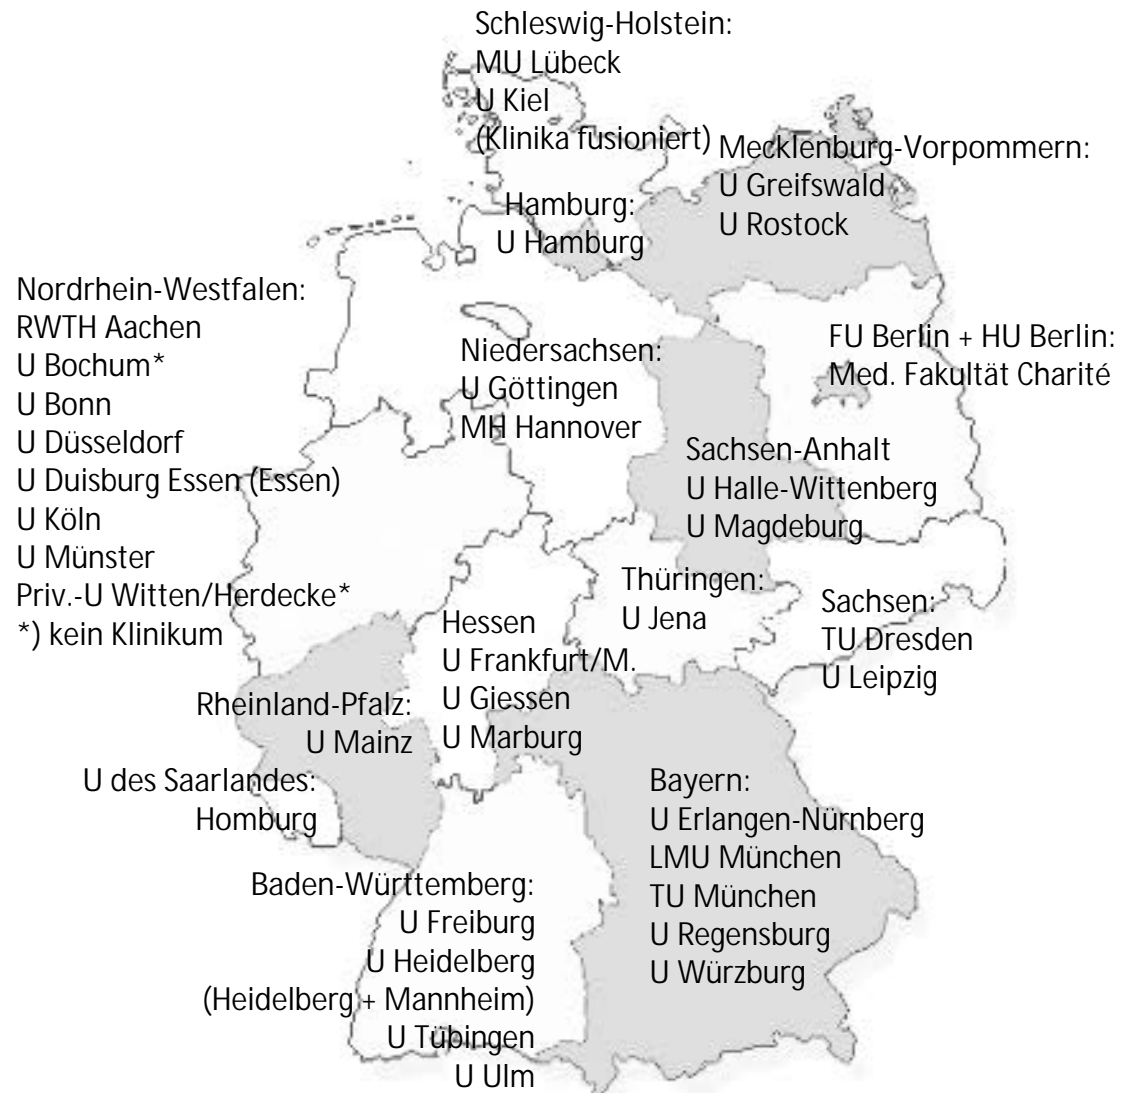 Schleswig-Holstein:
MU Lübeck
U Kiel
(Klinika fusioniert)
Mecklenburg-Vorpommern:
U Greifswald
U Rostock
Hamburg:
U Hamburg
Nordrhein-Westfalen:
RWTH Aachen
U Bochum*
U Bonn
U Düsseldorf
U Duisburg Essen (Essen)
U Köln
U Münster
Priv.-U Witten/Herdecke*
*) kein Klinikum
Niedersachsen:
U Göttingen
MH Hannover
FU Berlin + HU Berlin:
Med. Fakultät Charité
Sachsen-Anhalt
U Halle-Wittenberg
U Magdeburg
Thüringen:
U Jena
Sachsen:
TU Dresden
U Leipzig
Hessen
U Frankfurt/M.
U Giessen
U Marburg
Rheinland-Pfalz:
U Mainz
U des Saarlandes:
Homburg
Bayern:
U Erlangen-Nürnberg
LMU München
TU München
U Regensburg
U Würzburg
Baden-Württemberg:
U Freiburg
U Heidelberg
(Heidelberg + Mannheim)
U Tübingen
U Ulm